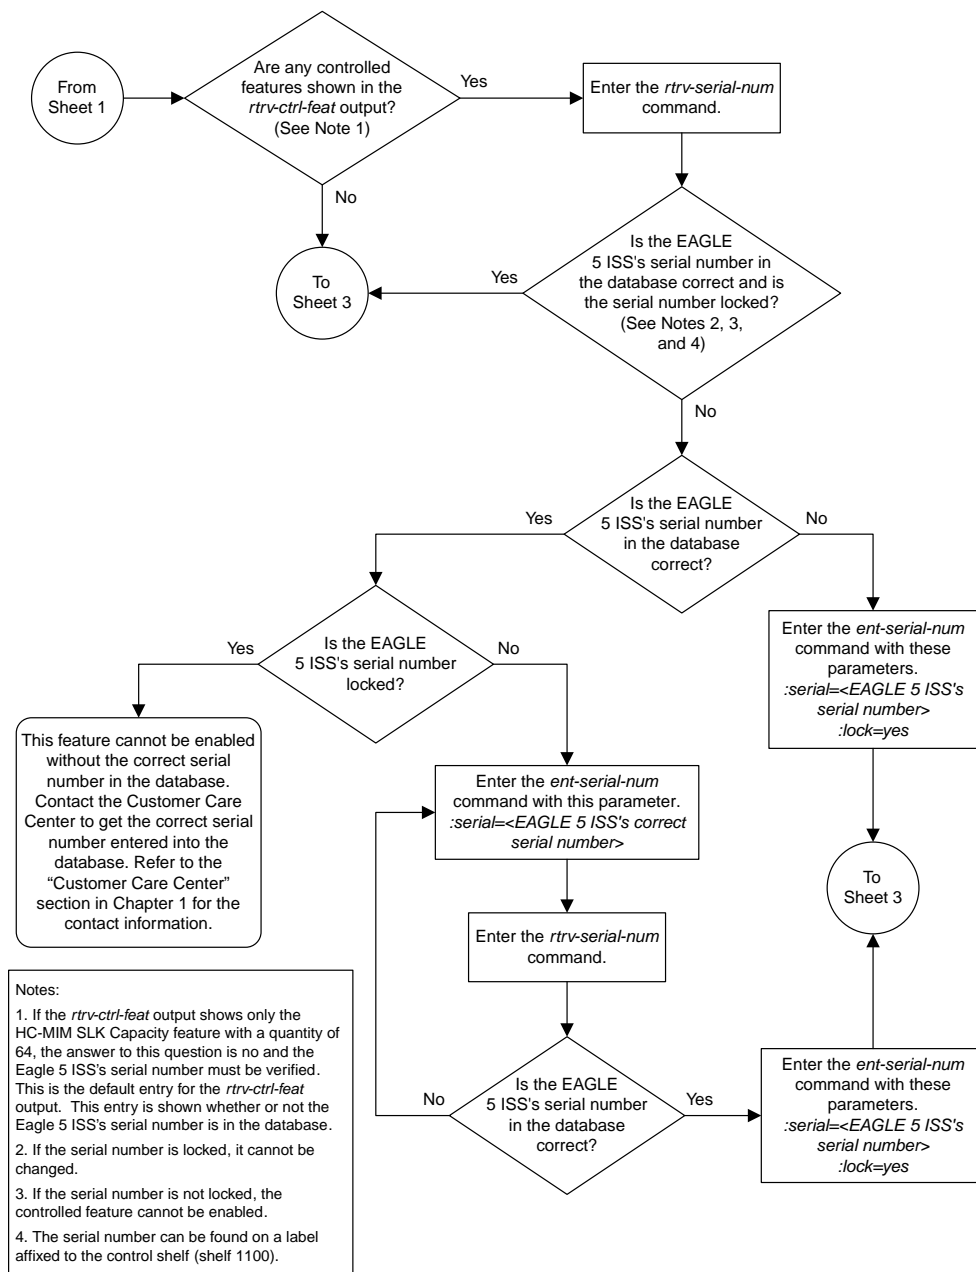 From
Sheet 1
Are any controlled
features shown in the
rtrv-ctrl-feat output?
(See Note 1)
Yes
Enter the rtrv-serial-num
command.
No
To
Sheet 3
Yes
Is the EAGLE
5 ISS's serial number in
the database correct and is
the serial number locked?
(See Notes 2, 3,
and 4)
No
Yes
Is the EAGLE
5 ISS's serial number
in the database
correct?
No
Yes
Is the EAGLE
5 ISS's serial number
locked?
No
Enter the ent-serial-num
command with these
parameters.
:serial=<EAGLE 5 ISS's
serial number>
:lock=yes
This feature cannot be enabled
without the correct serial
number in the database.
Contact the Customer Care
Center to get the correct serial
number entered into the
database. Refer to the
“Customer Care Center”
section in Chapter 1 for the
contact information.
Enter the ent-serial-num
command with this parameter.
:serial=<EAGLE 5 ISS's correct
serial number>
To
Sheet 3
Enter the rtrv-serial-num
command.
No
Is the EAGLE
5 ISS's serial number
in the database
correct?
Yes
Enter the ent-serial-num
command with these
parameters.
:serial=<EAGLE 5 ISS's
serial number>
:lock=yes
Notes:
1. If the rtrv-ctrl-feat output shows only the
HC-MIM SLK Capacity feature with a quantity of
64, the answer to this question is no and the
Eagle 5 ISS's serial number must be verified.
This is the default entry for the rtrv-ctrl-feat
output. This entry is shown whether or not the
Eagle 5 ISS's serial number is in the database.
2. If the serial number is locked, it cannot be
changed.
3. If the serial number is not locked, the
controlled feature cannot be enabled.
4. The serial number can be found on a label
affixed to the control shelf (shelf 1100).